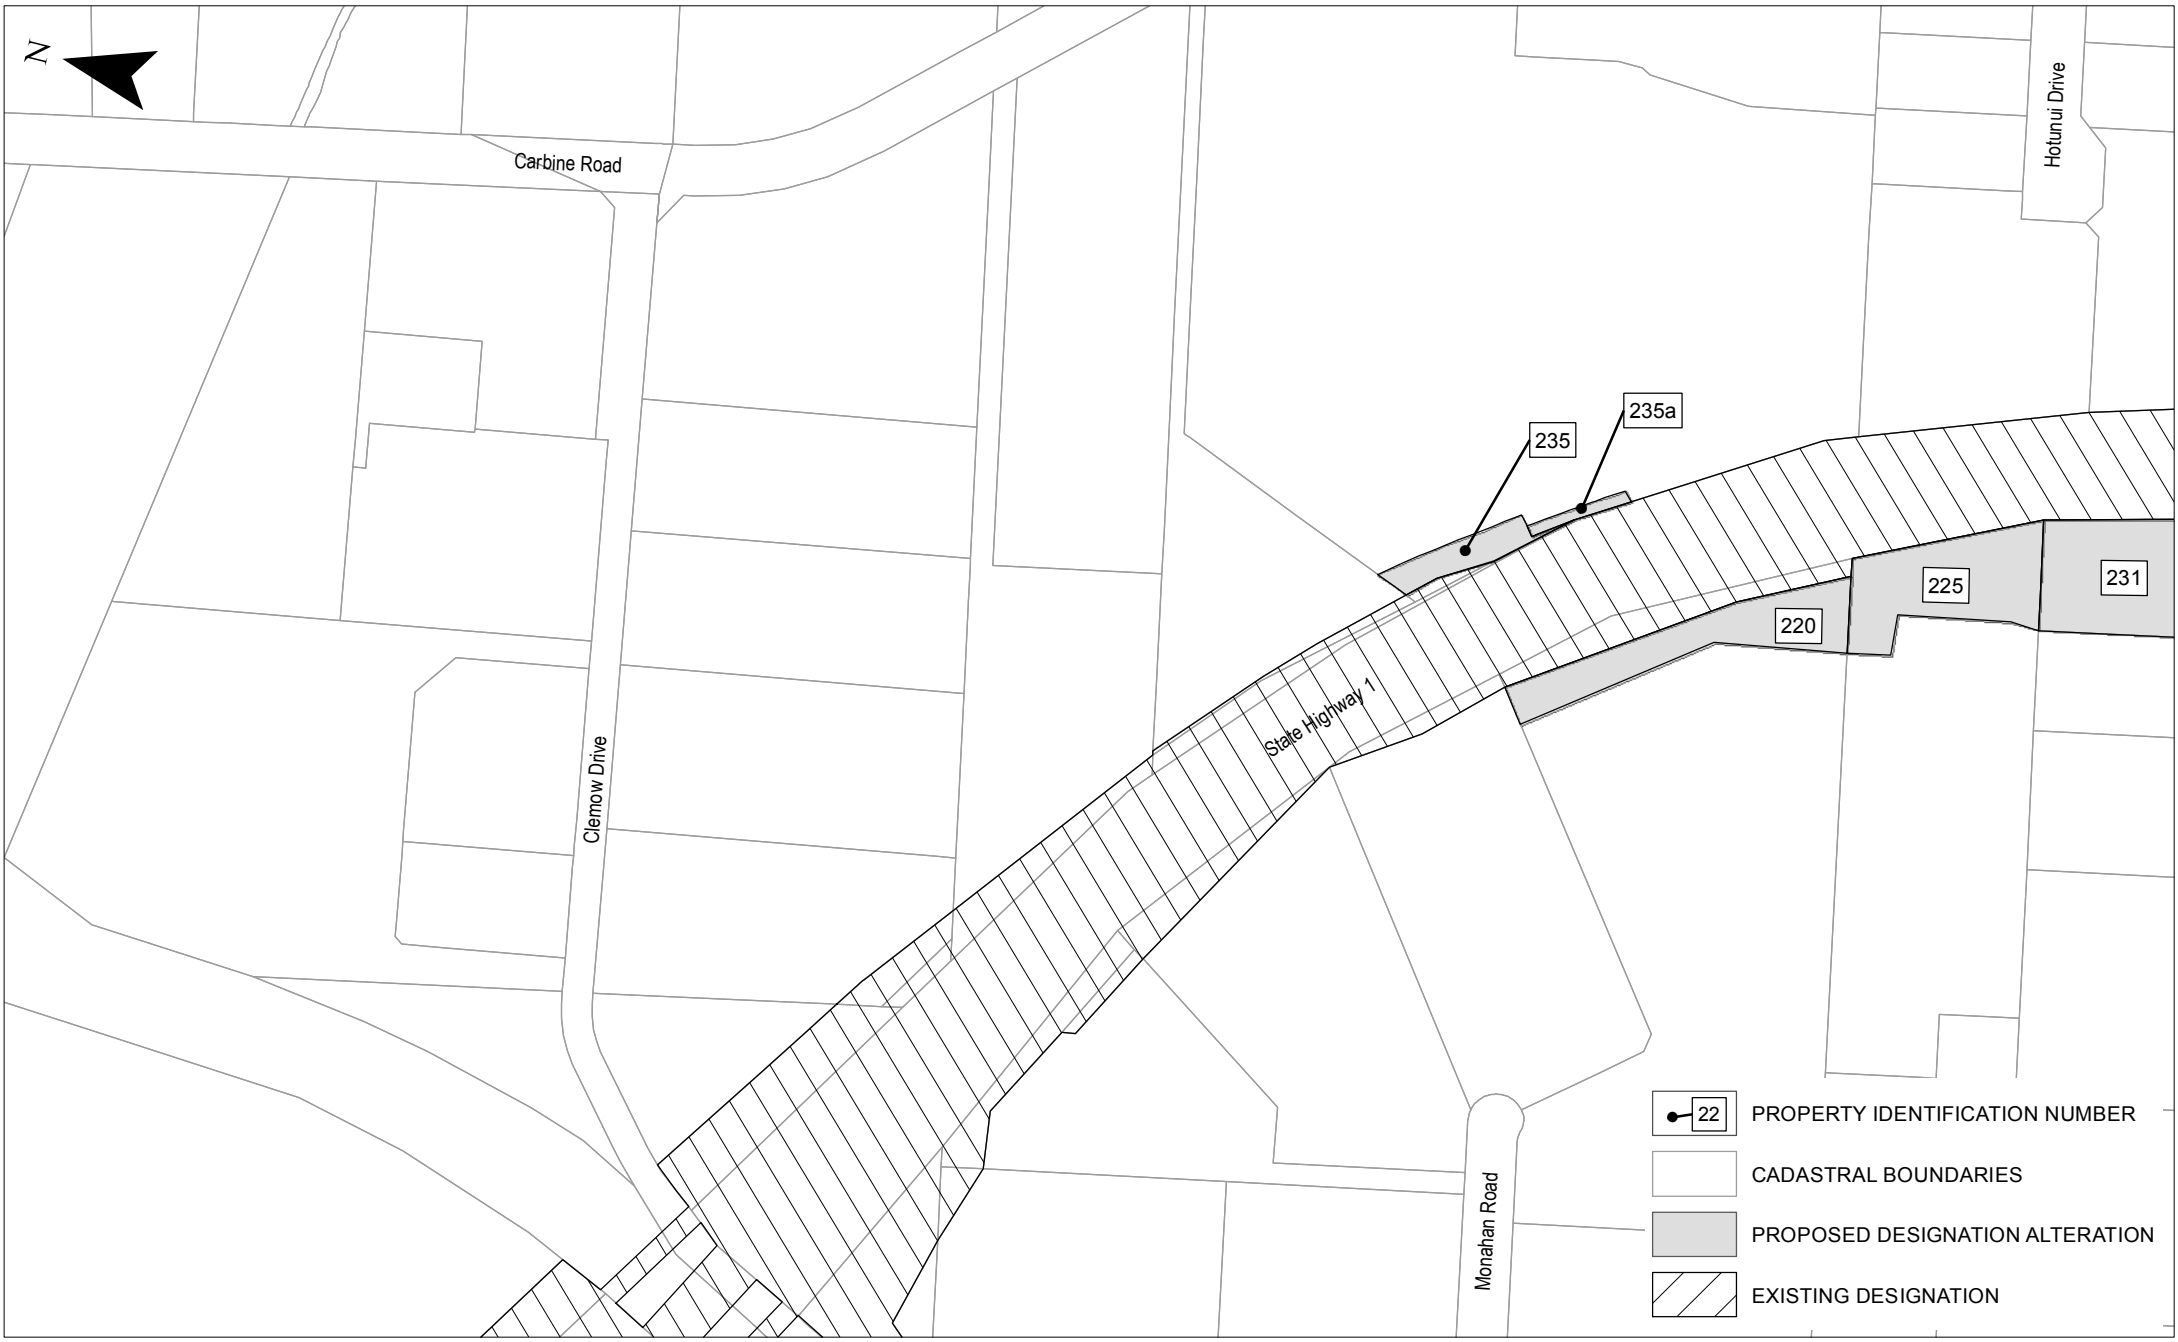 N
Carbine Road
Hotunui Drive
235a
235
225
231
220
State Highway 1
Clemow Drive
Monahan Road
22 PROPERTY IDENTIFICATION NUMBER
CADASTRAL BOUNDARIES
PROPOSED DESIGNATION ALTERATION
EXISTING DESIGNATION